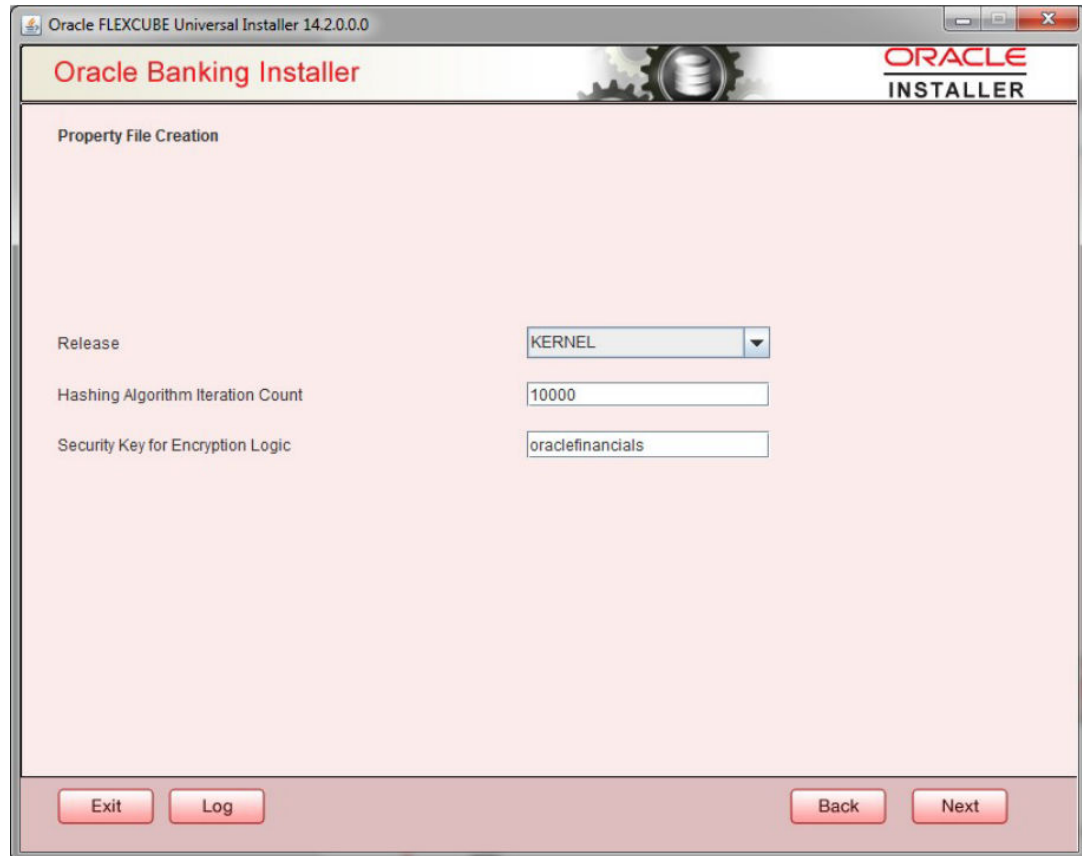 Oracle FLEXCUBE Universal Installer 14.2.0.0.0
Oracle Banking Installer
ORACLE
INSTALLER
Property File Creation
Release
KERNEL
Hashing Algorithm Iteration Count
10000
Security Key for Encryption Logic
oraclefinancials
Exit
Log
Back
Next